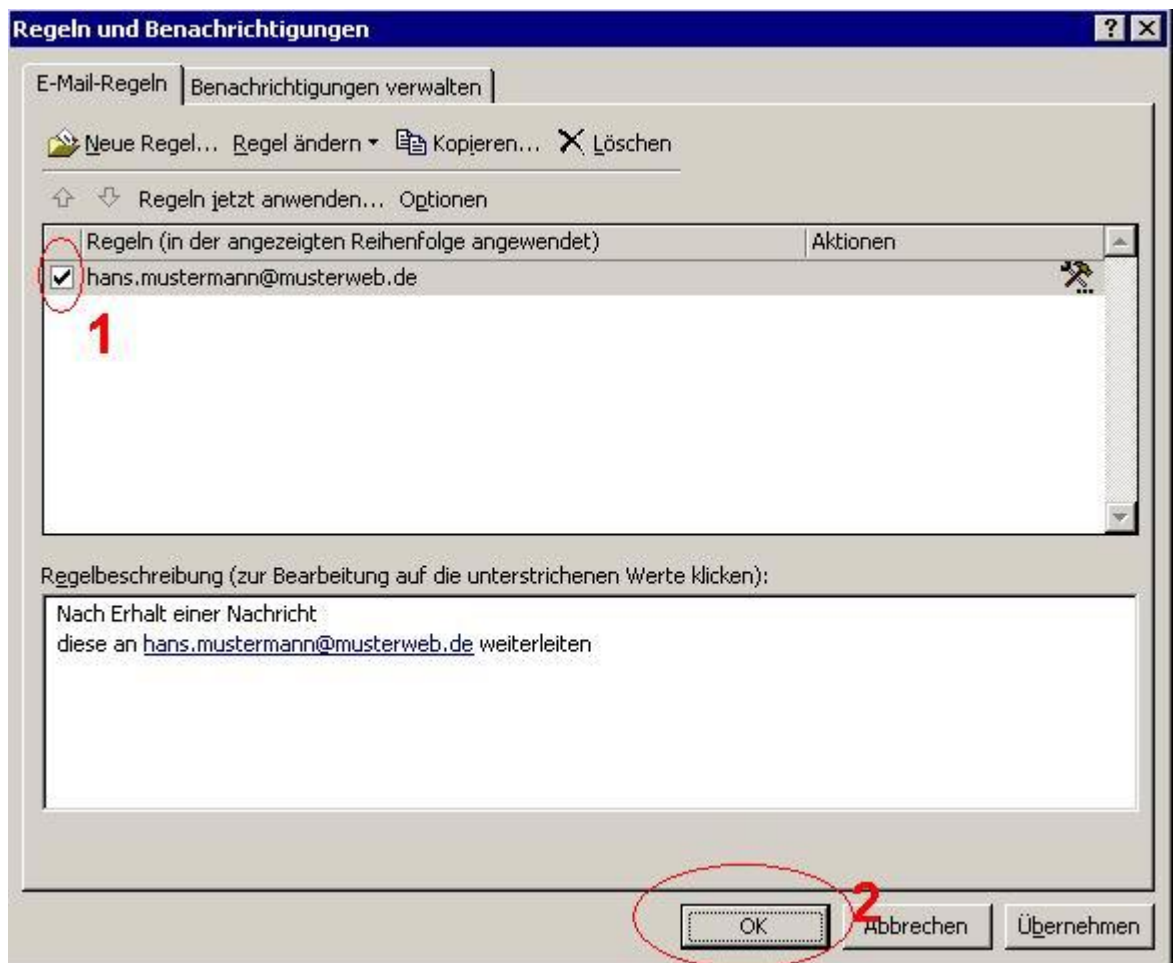 Regeln und Benachrichtigungen
E-Mail-Regeln Benachrichtigungen verwalten
Neue Regel... Regel ändern Kopieren... Löschen
Regeln jetzt anwenden... Optionen
Regeln (in der angezeigten Reihenfolge angewendet) Aktionen
hans.mustermann@musterweb.de
1
Regelbeschreibung (zur Bearbeitung auf die unterstrichenen Werte klicken):
Nach Erhalt einer Nachricht
diese an hans.mustermann@musterweb.de weiterleiten
2
OK Abbrechen Übernehmen